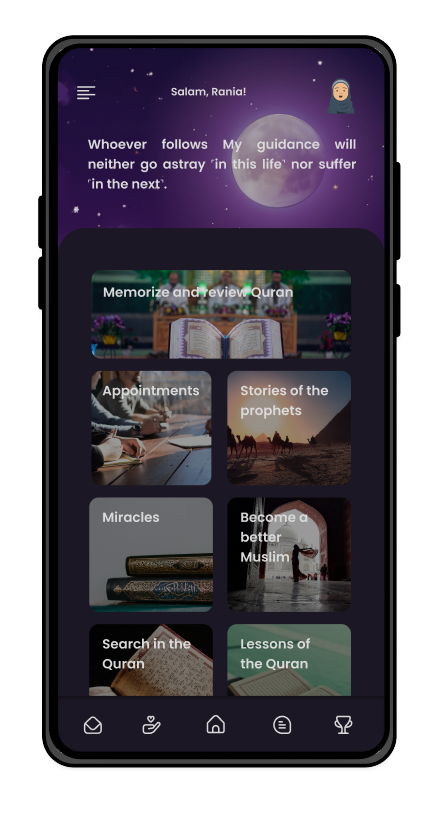 Salam, Rania!
Whoever follows My guidance will
neither go astray ˹in this life˺ nor suffer
˹in the next˺.
Memorize and review Quran
Appointments
Stories of the
prophets
Miracles
Become a
better
Muslim
Search in the
Quran
Lessons of
the Quran